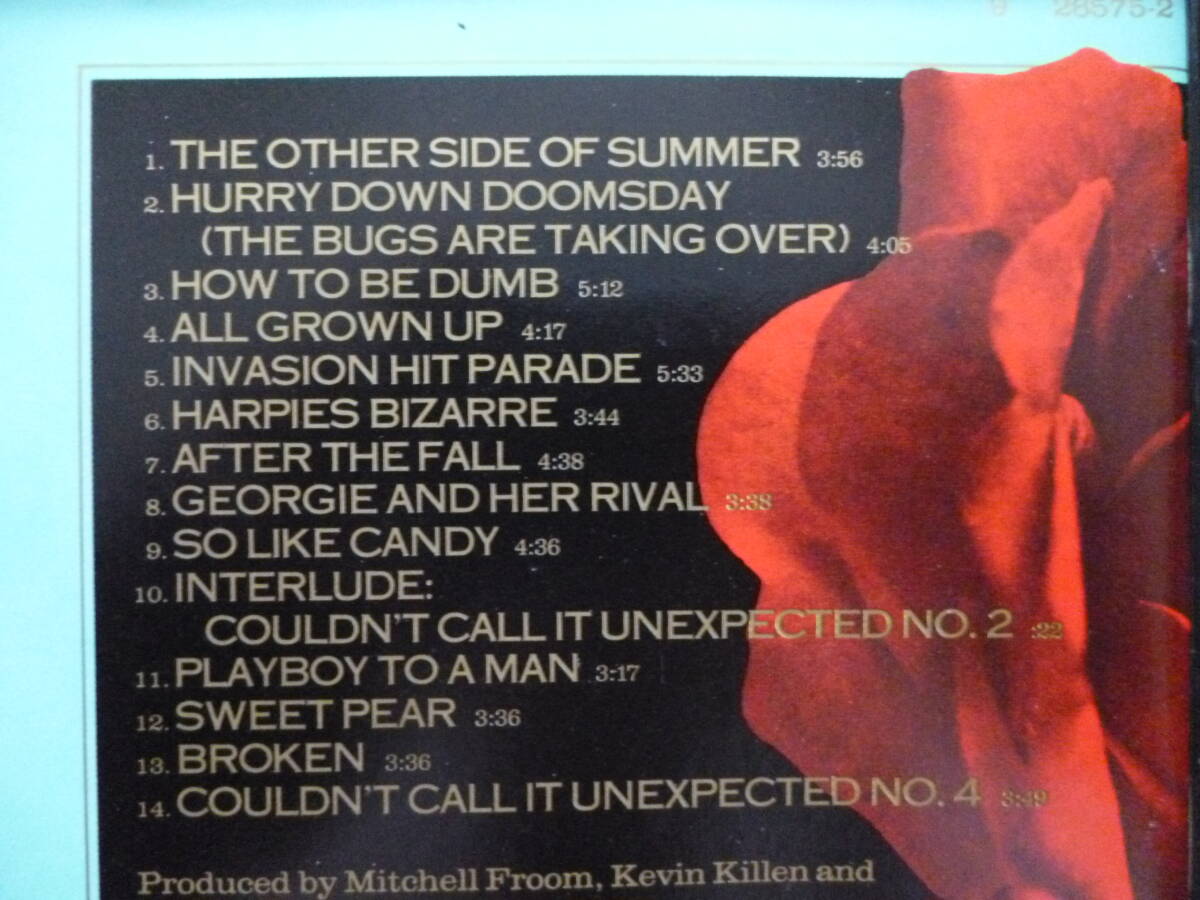 9 26575-2
1. THE OTHER SIDE OF SUMMER 3:56
2. HURRY DOWN DOOMSDAY
(THE BUGS ARE TAKING OVER) 4:05
3. HOW TO BE DUMB 5:12
4. ALL GROWN UP 4:17
5. INVASION HIT PARADE 5:33
6. HARPIES BIZARRE 3:44
7. AFTER THE FALL 4:38
8. GEORGIE AND HER RIVAL 3:38
9. SO LIKE CANDY 4:36
10. INTERLUDE:
COULDN'T CALL IT UNEXPECTED NO. 2 :22
11. PLAYBOY TO A MAN 3:17
12. SWEET PEAR 3:36
13. BROKEN 3:36
14. COULDN'T CALL IT UNEXPECTED NO. 4 3:49
Produced by Mitchell Froom, Kevin Killen and